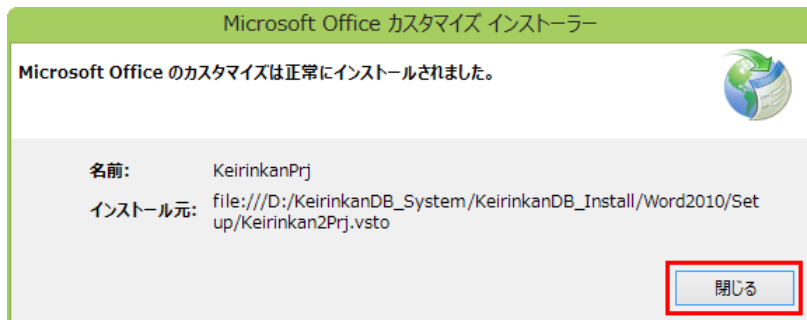 Microsoft Office カスタマイズ インストーラー
Microsoft Office のカスタマイズは正常にインストールされました。
名前: KeirinkanPrj
インストール元: file:///D:/KeirinkanDB_System/KeirinkanDB_Install/Word2010/Set
up/Keirinkan2Prj.vsto
閉じる